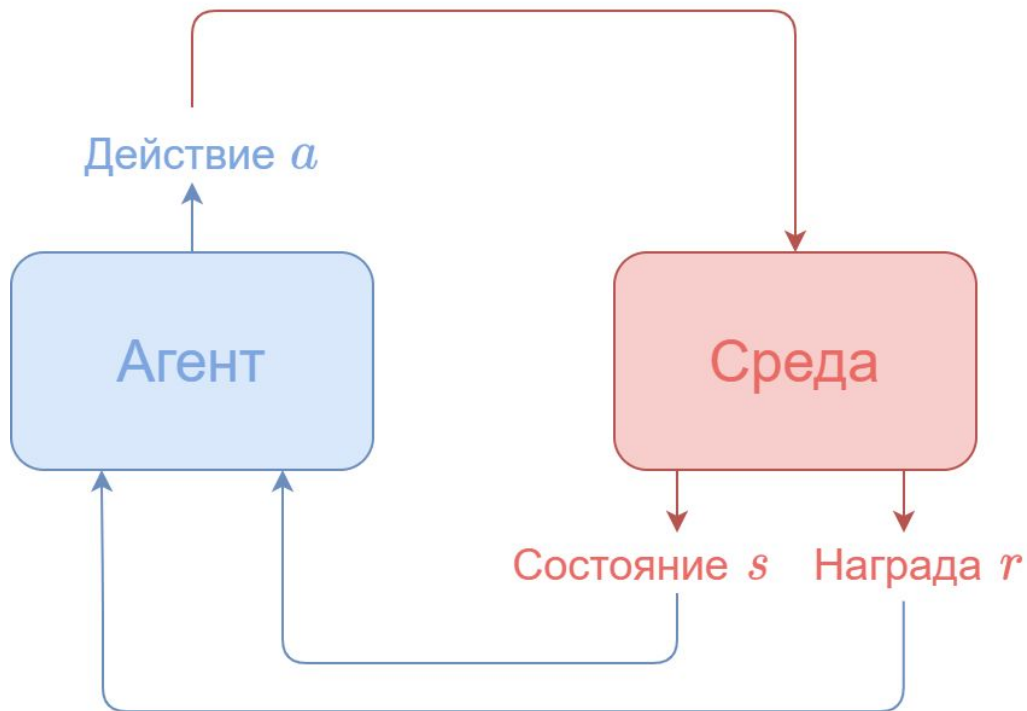 Действие a
Агент
Среда
Состояние s
Награда r